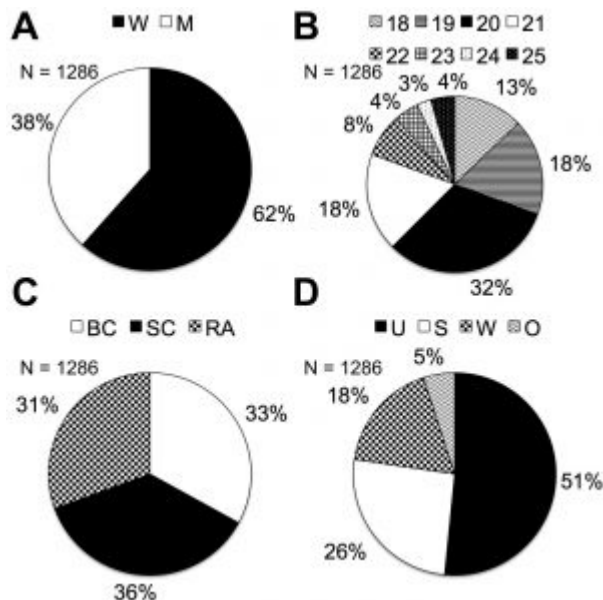 A
W M
N = 1286
38%
62%
B
18 19 20 21
22 23 24 25
N = 1286
3% 4%
4%
13%
8%
18%
18%
32%
C
BC SC RA
N = 1286
31%
33%
36%
D
U S W O
N = 1286
5%
18%
51%
26%